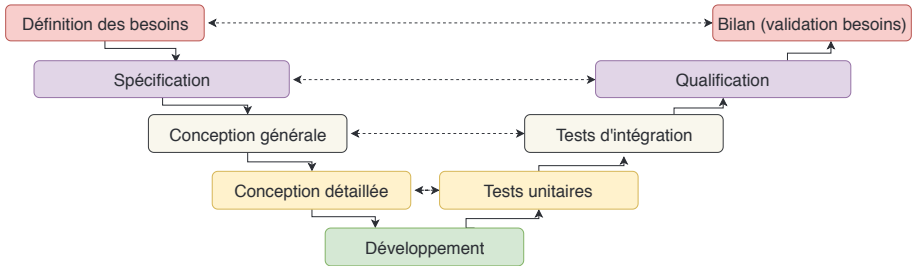 Définition des besoins
Bilan (validation besoins)
Spécification
Qualification
Conception générale
Tests d'intégration
Conception détaillée
Tests unitaires
Développement